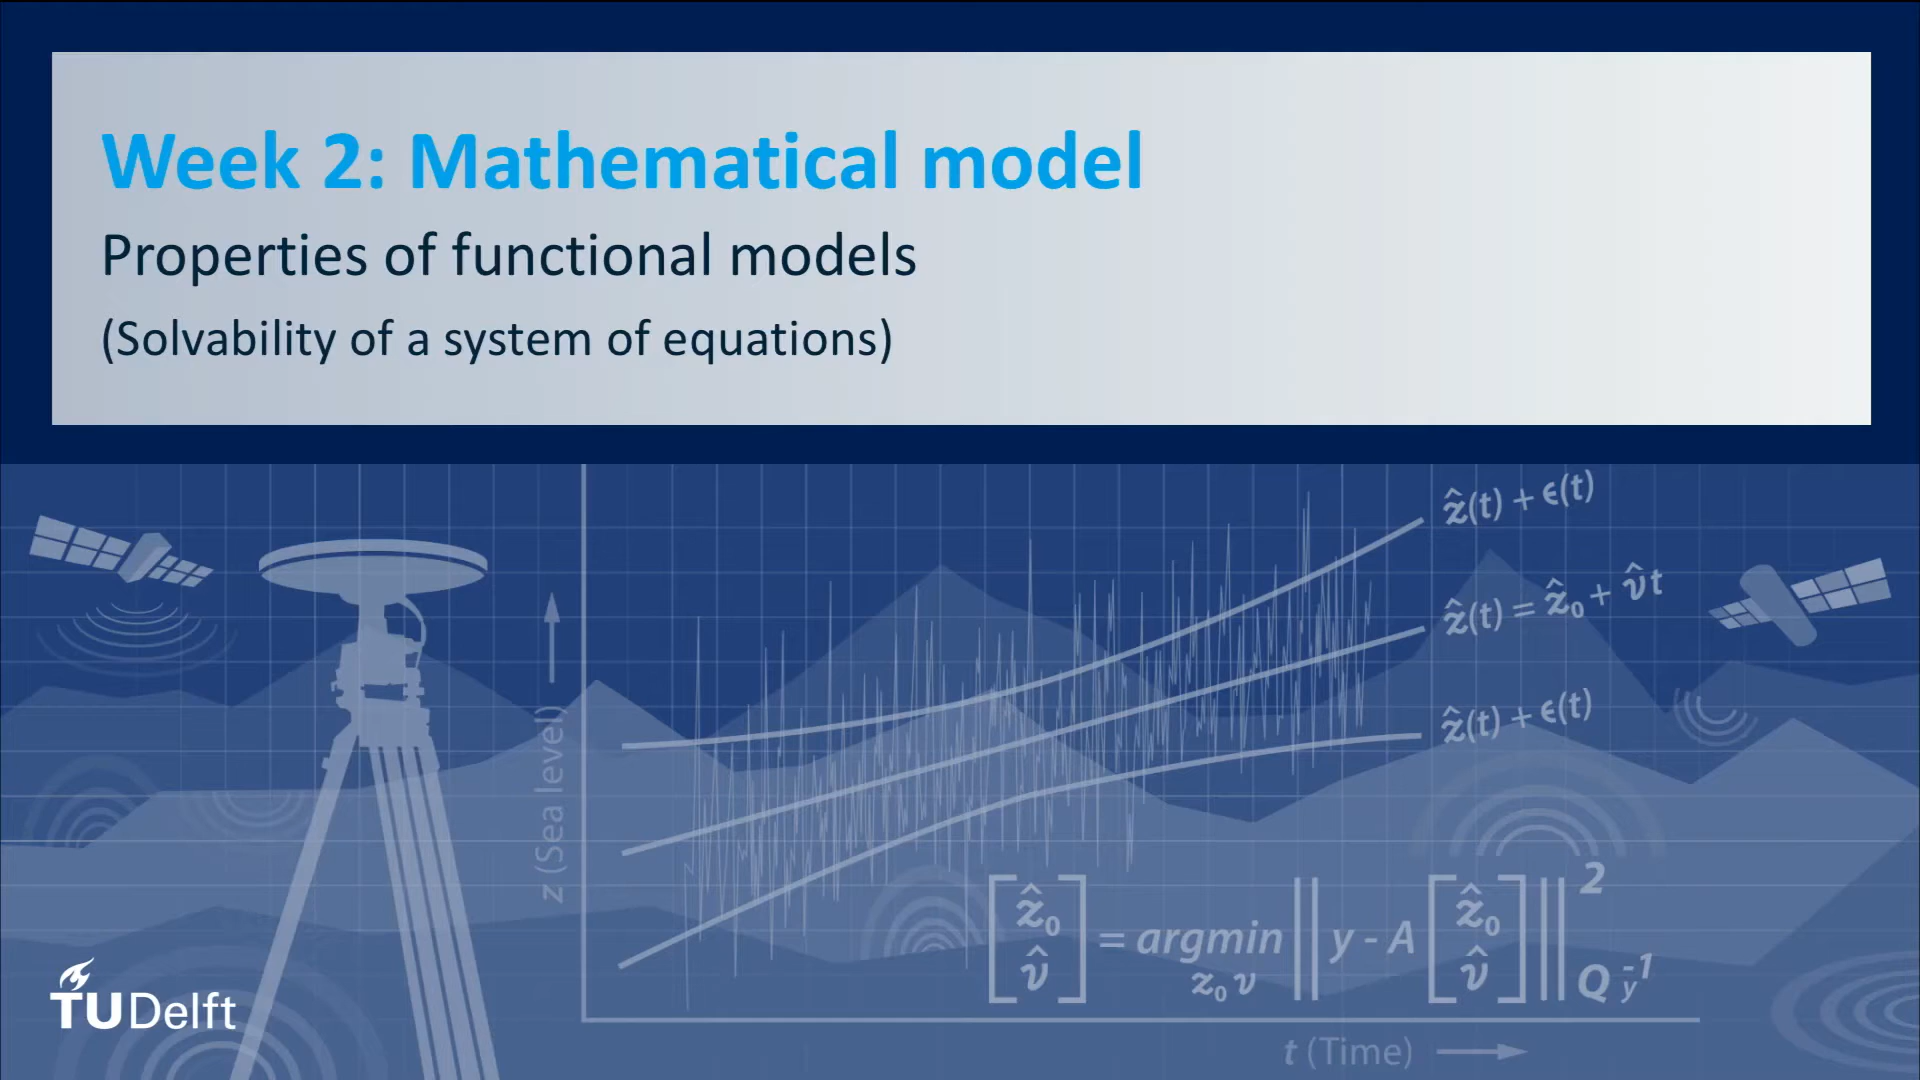 Week 2: Mathematical model
Properties of functional models
(Solvability of a system of equations)
ẑ(t) + ϵ(t)
ẑ(t) = ẑ₀ + v̂t
ẑ(t) + ϵ(t)
z (Sea level)
[ẑ₀ v̂] = argmin z₀ v || y - A [ẑ₀ v̂] ||² Q_y⁻¹
t (Time)
TUDelft